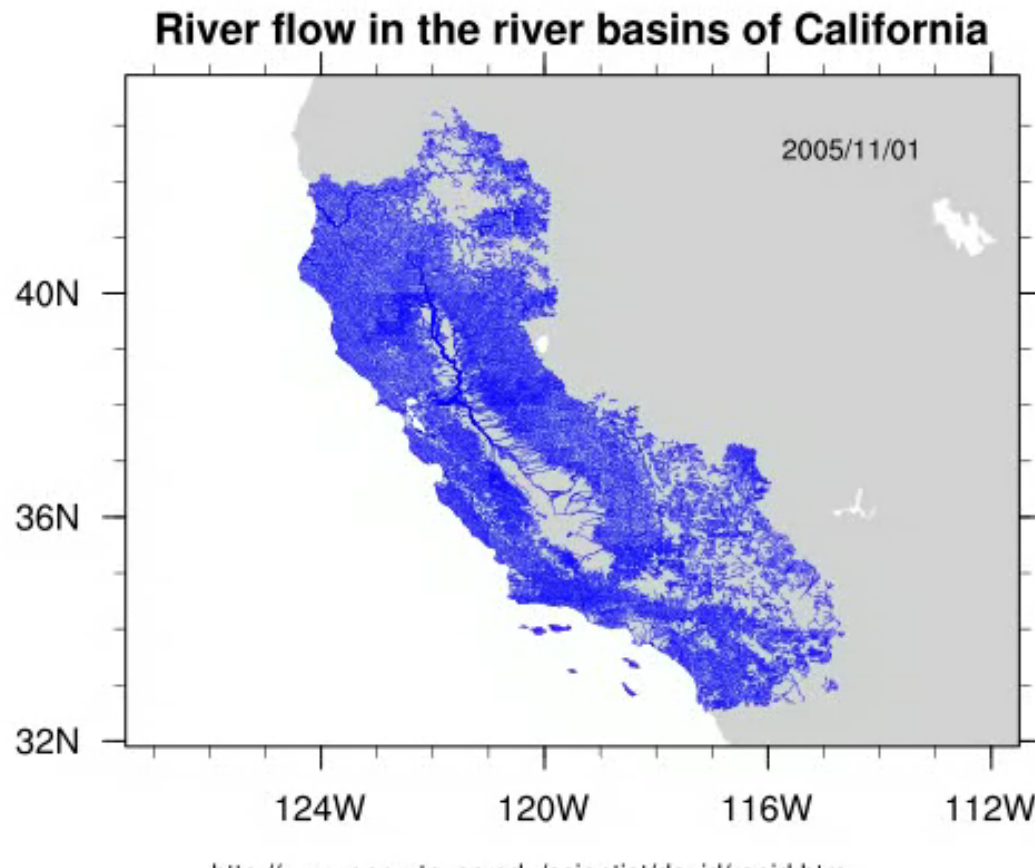 River flow in the river basins of California
2005/11/01
40N
36N
32N
124W 120W 116W 112W